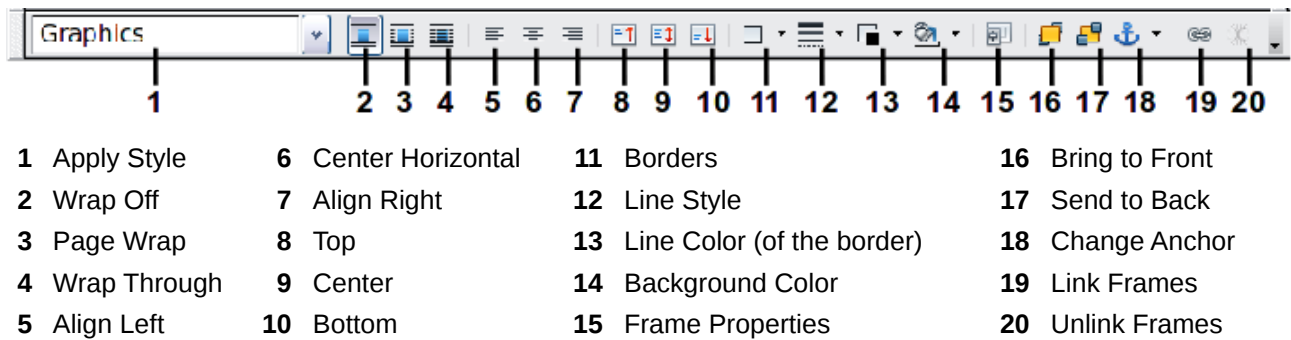 Graphics
1 2 3 4 5 6 7 8 9 10 11 12 13 14 15 16 17 18 19 20
1 Apply Style 6 Center Horizontal 11 Borders 16 Bring to Front
2 Wrap Off 7 Align Right 12 Line Style 17 Send to Back
3 Page Wrap 8 Top 13 Line Color (of the border) 18 Change Anchor
4 Wrap Through 9 Center 14 Background Color 19 Link Frames
5 Align Left 10 Bottom 15 Frame Properties 20 Unlink Frames